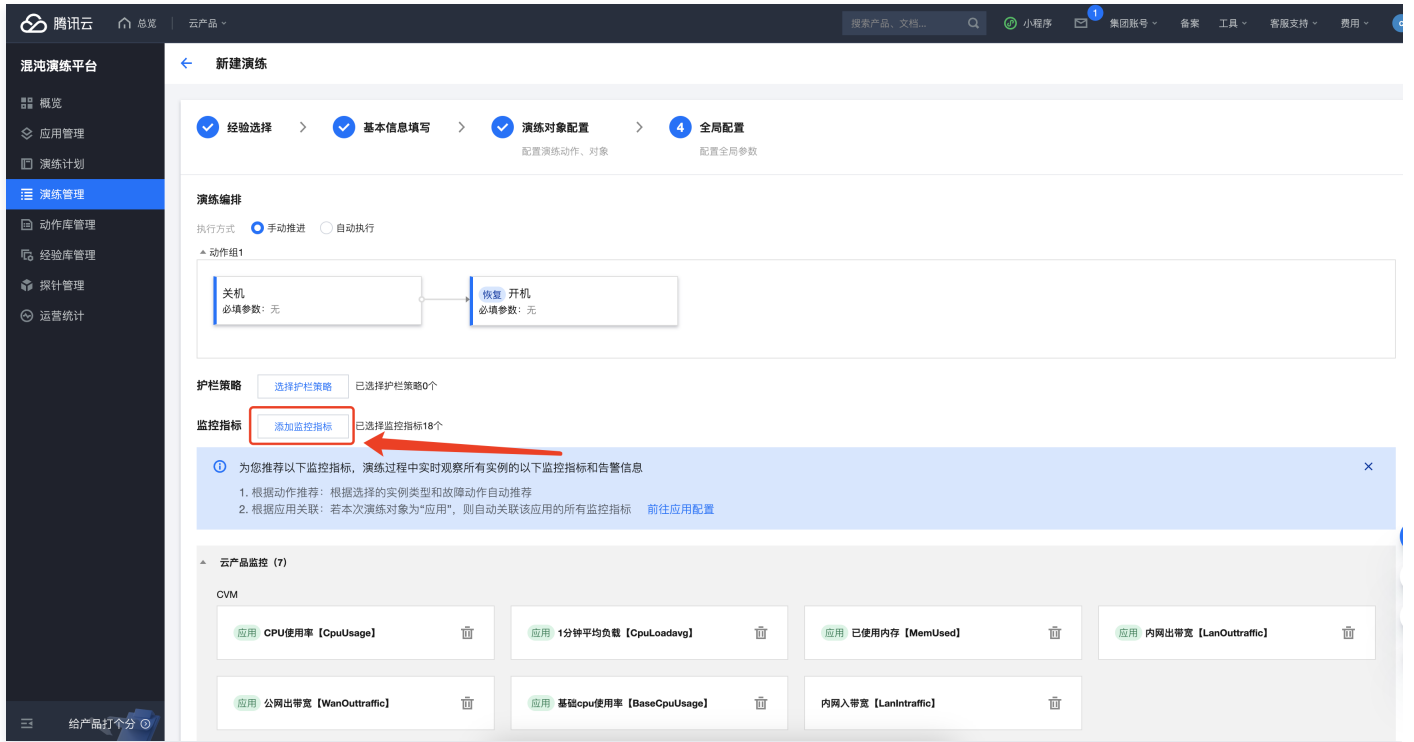 腾讯云 总览 云产品 搜索产品、文档... 小程序 1 集团账号 备案 工具 客服支持 费用
混沌演练平台
概览
应用管理
演练计划
演练管理
动作库管理
经验库管理
探针管理
运营统计
给产品打个分
新建演练
经验选择 基本信息填写 演练对象配置 4 全局配置
配置演练动作、对象 配置全局参数
演练编排
执行方式 手动推进 自动执行
动作组1
关机
必填参数：无
恢复 开机
必填参数：无
护栏策略 选择护栏策略 已选择护栏策略0个
监控指标 添加监控指标 已选择监控指标18个
为您推荐以下监控指标，演练过程中实时观察所有实例的以下监控指标和告警信息
1. 根据动作推荐：根据选择的实例类型和故障动作自动推荐
2. 根据应用关联：若本次演练对象为“应用”，则自动关联该应用的所有监控指标 前往应用配置
云产品监控（7）
CVM
应用 CPU使用率【CpuUsage】 应用 1分钟平均负载【CpuLoadavg】 应用 已使用内存【MemUsed】 应用 内网出带宽【LanOuttraffic】
应用 公网出带宽【WanOuttraffic】 应用 基础cpu使用率【BaseCpuUsage】 内网入带宽【LanIntraffic】